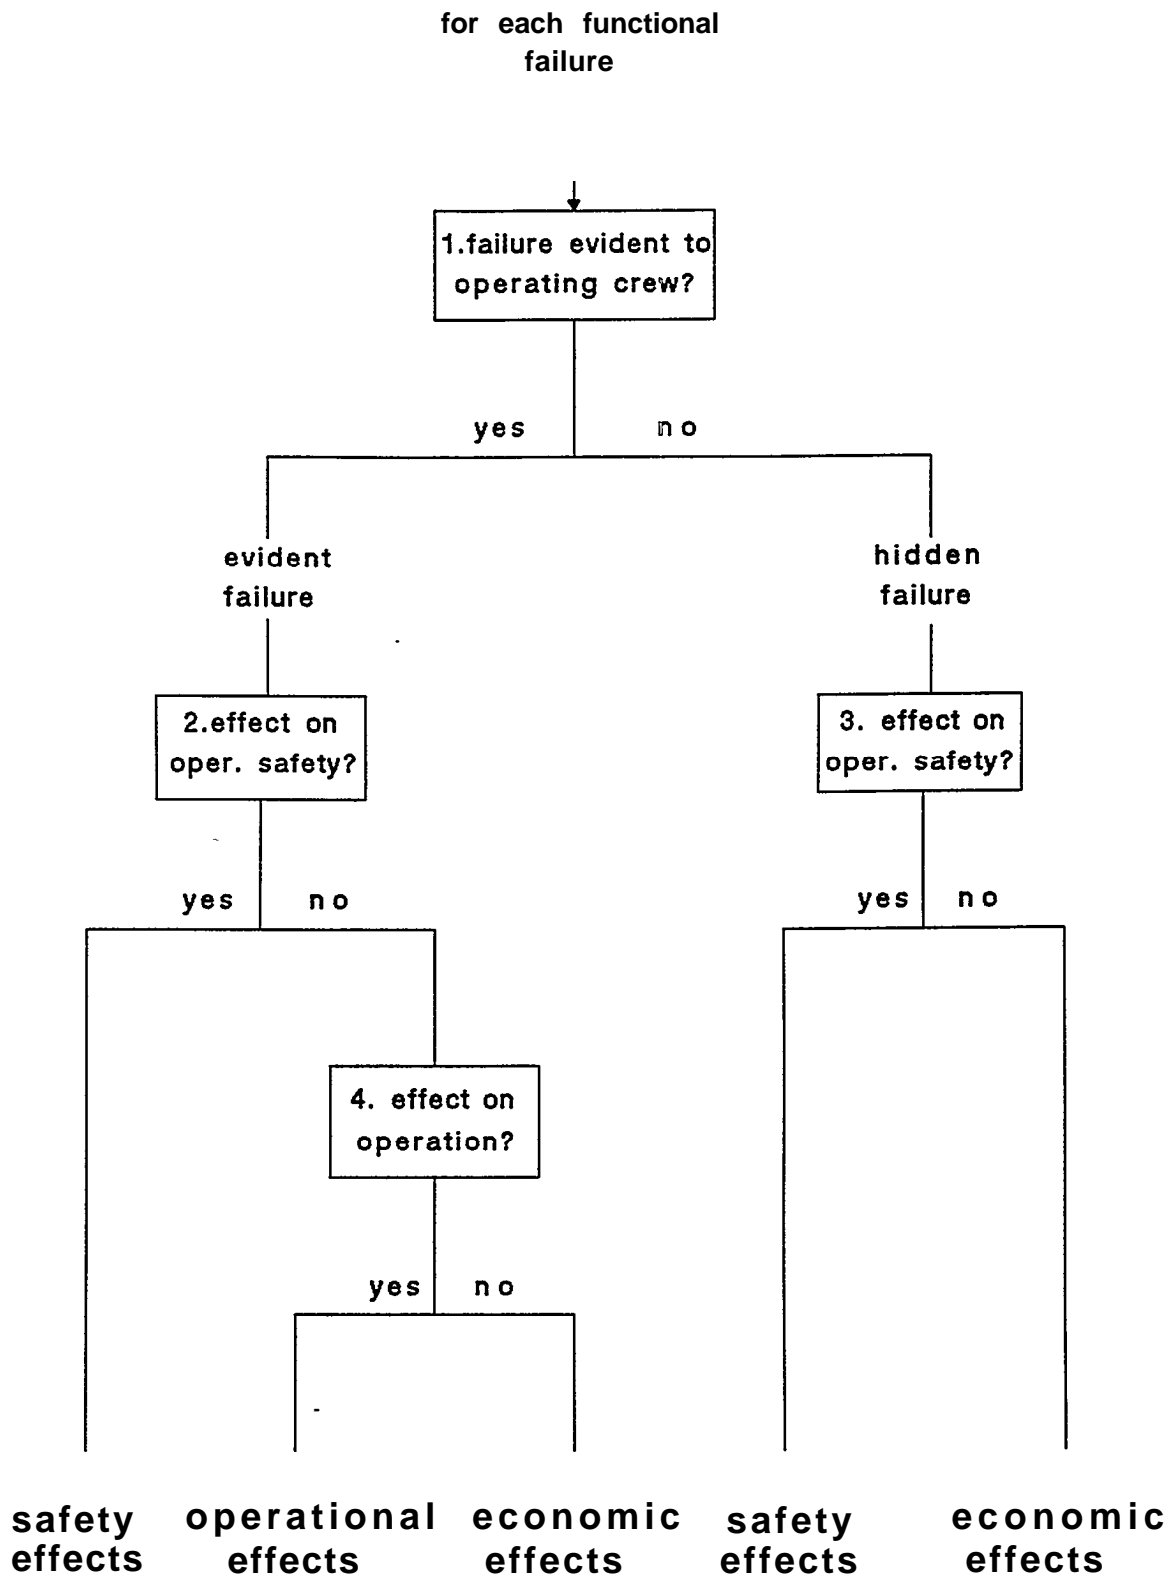 for each functional
failure
1.failure evident to
operating crew?
yes no
evident
failure
hidden
failure
2.effect on
oper. safety?
3. effect on
oper. safety?
yes no
yes no
4. effect on
operation?
yes no
safety
effects
operational
effects
economic
effects
safety
effects
economic
effects